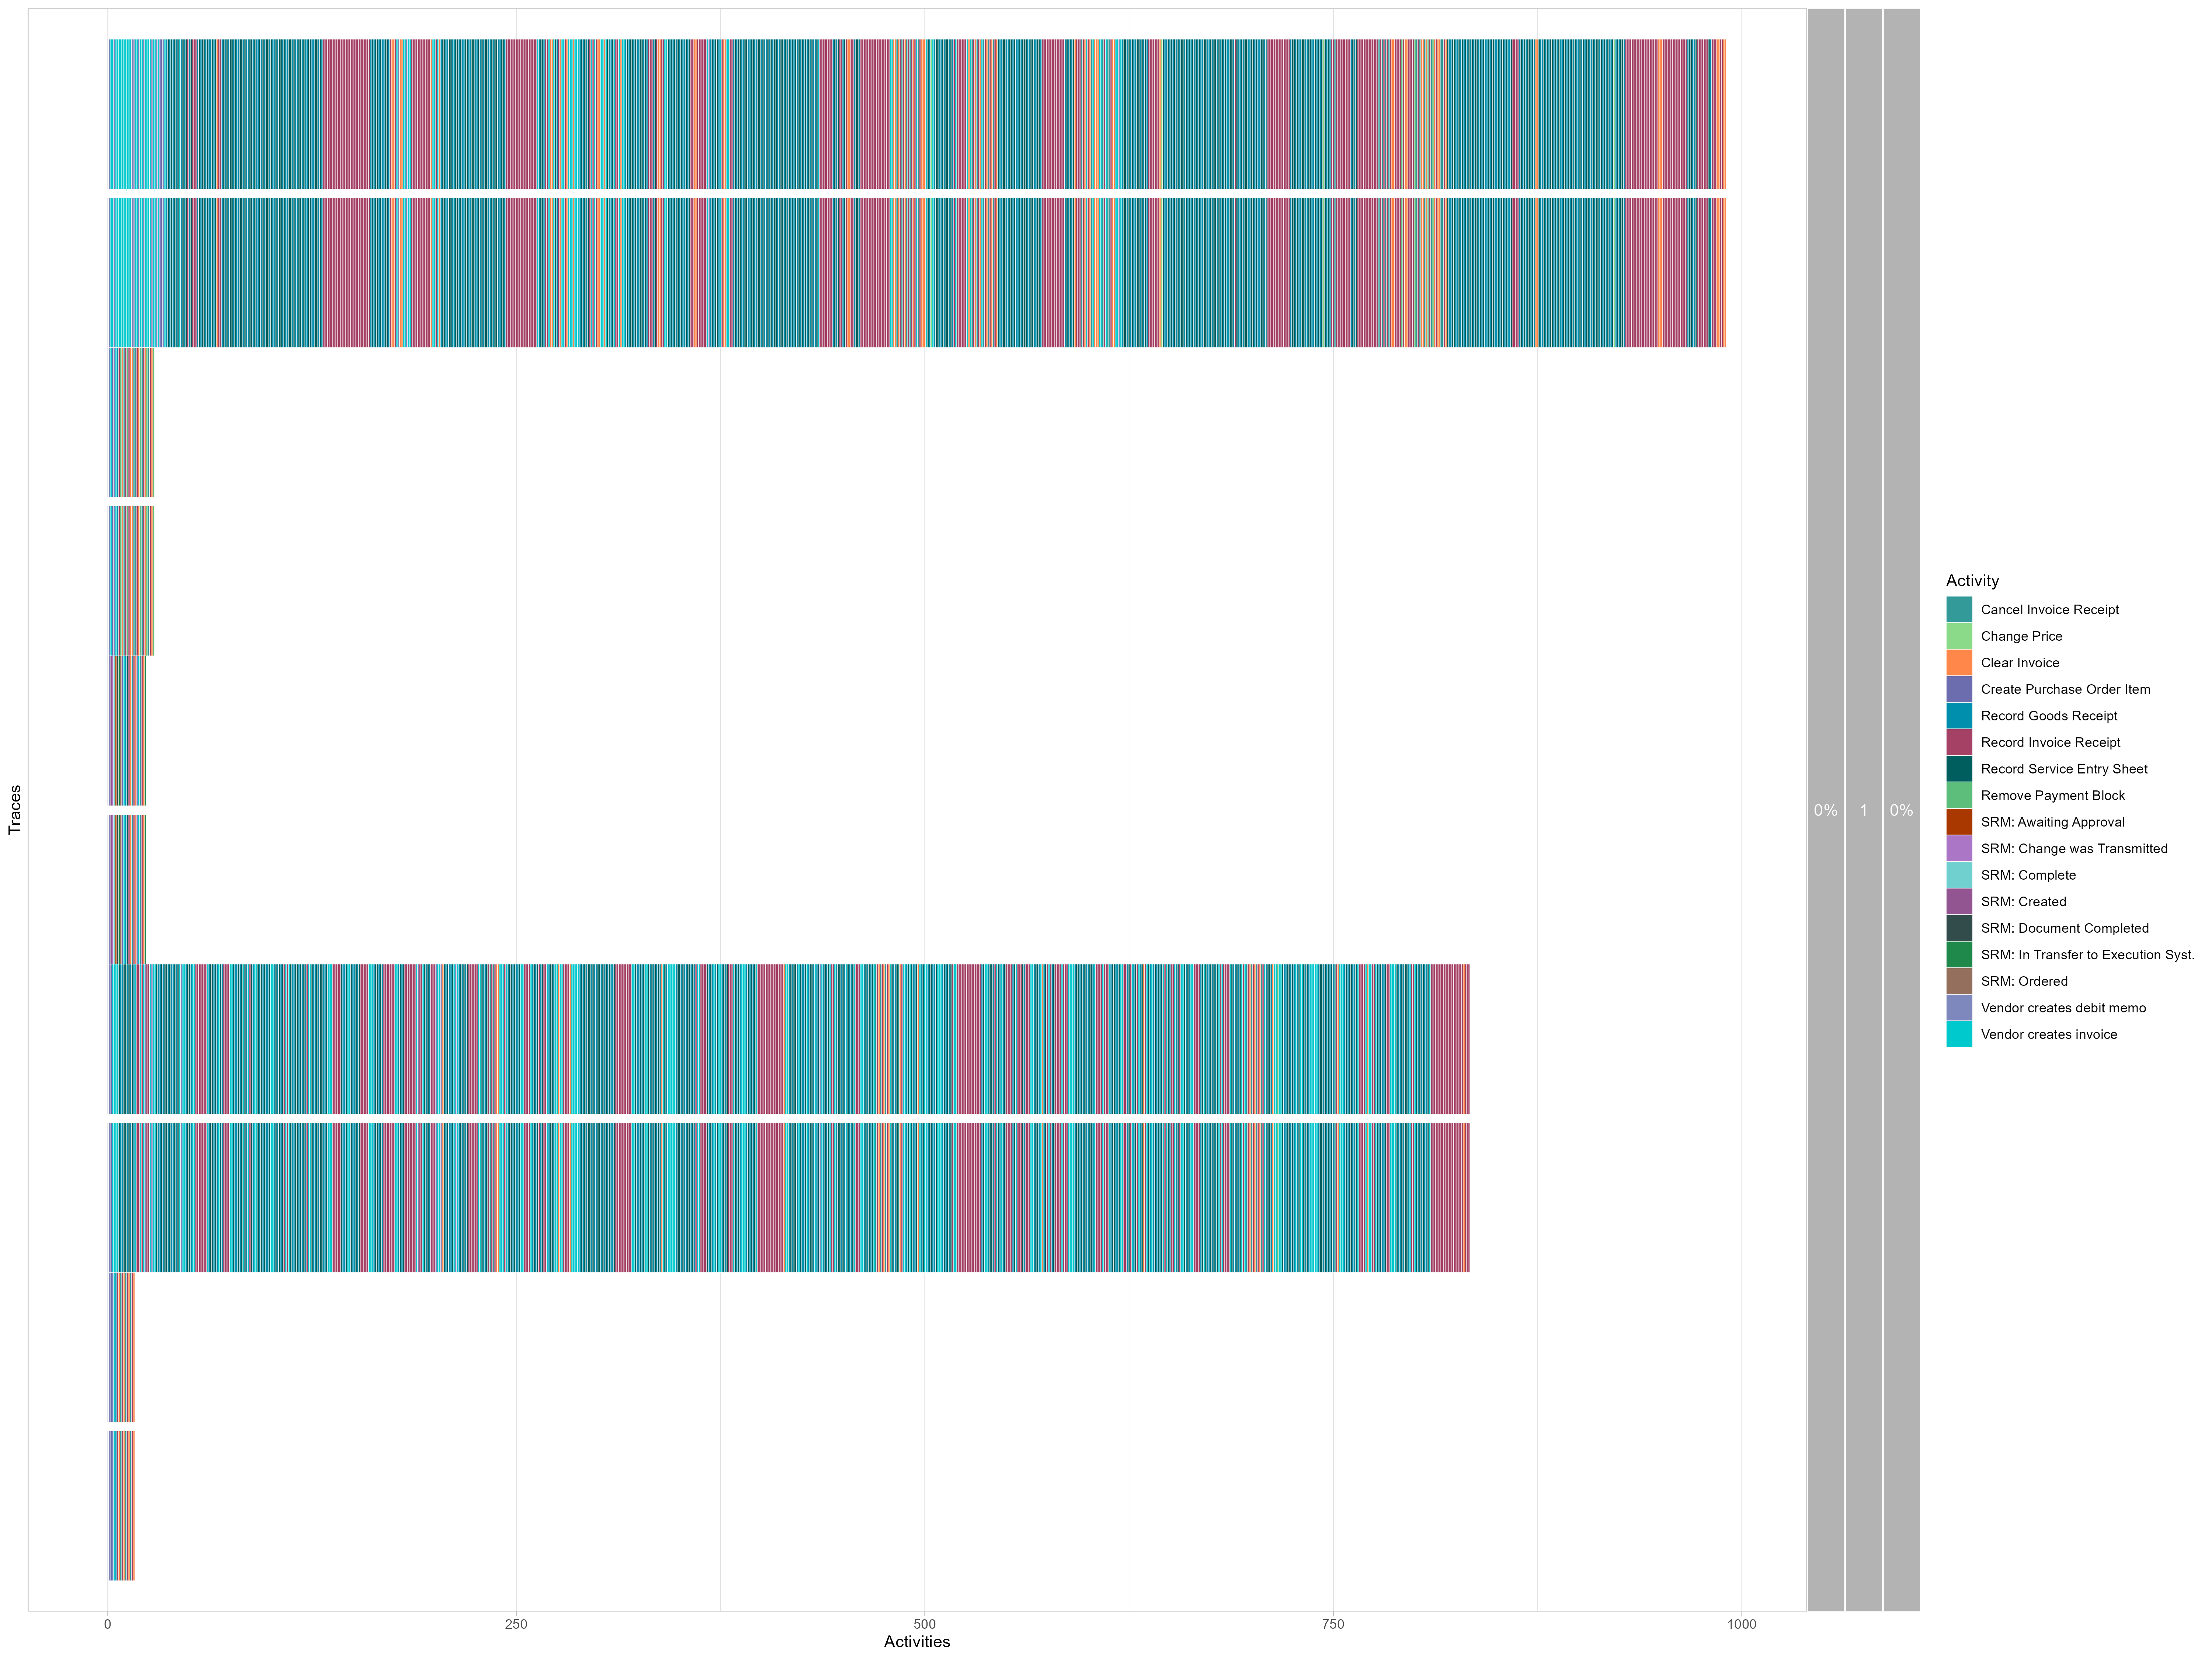 Traces
0% 1 0%
0 250 500 750 1000
Activities
Activity
Cancel Invoice Receipt
Change Price
Clear Invoice
Create Purchase Order Item
Record Goods Receipt
Record Invoice Receipt
Record Service Entry Sheet
Remove Payment Block
SRM: Awaiting Approval
SRM: Change was Transmitted
SRM: Complete
SRM: Created
SRM: Document Completed
SRM: In Transfer to Execution Syst.
SRM: Ordered
Vendor creates debit memo
Vendor creates invoice